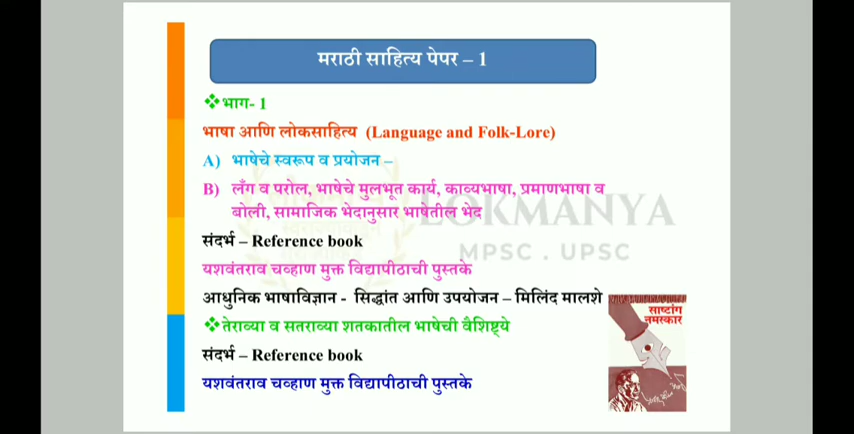 मराठी साहित्य पेपर – 1
❖भाग- 1
भाषा आणि लोकसाहित्य (Language and Folk-Lore)
A) भाषेचे स्वरूप व प्रयोजन –
B) लँग व परोल, भाषेचे मुलभूत कार्य, काव्यभाषा, प्रमाणभाषा व
बोली, सामाजिक भेदानुसार भाषेतील भेद
LOKMANYA
MPSC . UPSC
संदर्भ – Reference book
यशवंतराव चव्हाण मुक्त विद्यापीठाची पुस्तके
आधुनिक भाषाविज्ञान - सिद्धांत आणि उपयोजन – मिलिंद मालशे
❖तेराव्या व सतराव्या शतकातील भाषेची वैशिष्ट्ये
संदर्भ – Reference book
यशवंतराव चव्हाण मुक्त विद्यापीठाची पुस्तके
साष्टांग
नमस्कार